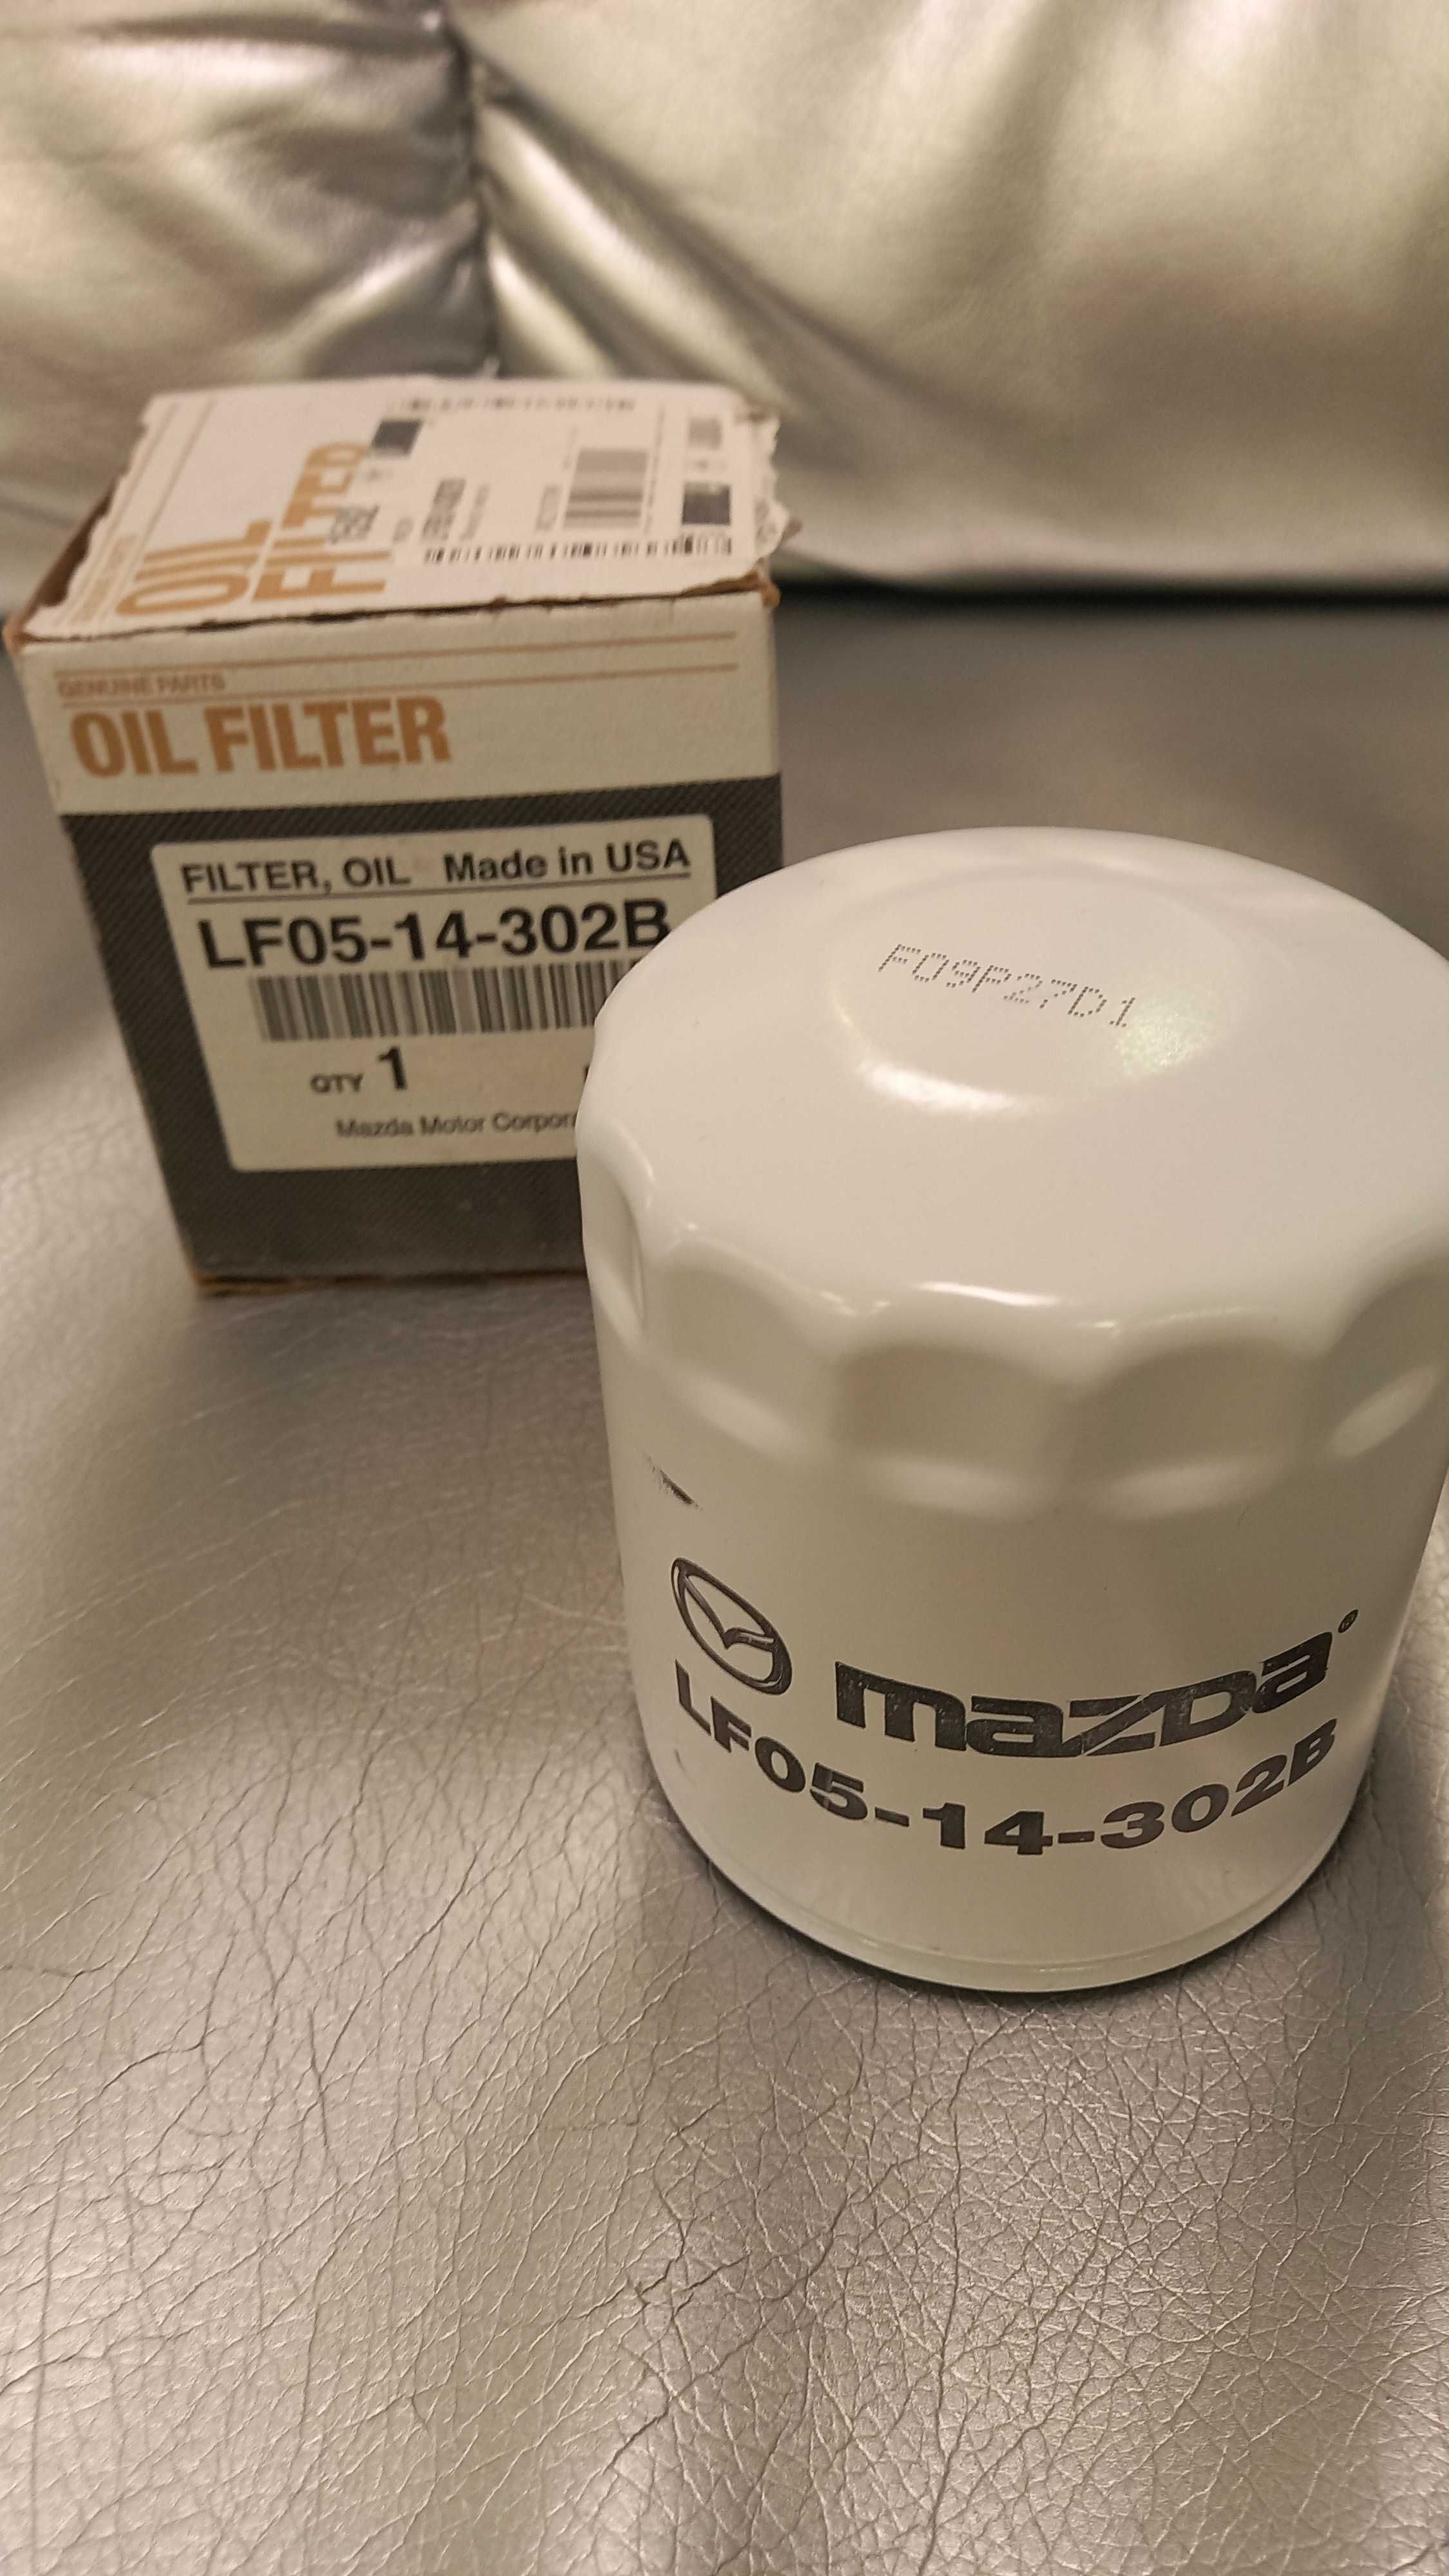 OIL
FILTER
GENUINE PARTS
OIL FILTER
FILTER, OIL Made in USA
LF05-14-302B
QTY 1
Mazda Motor
F09P27D1
mazda®
LF05-14-302B